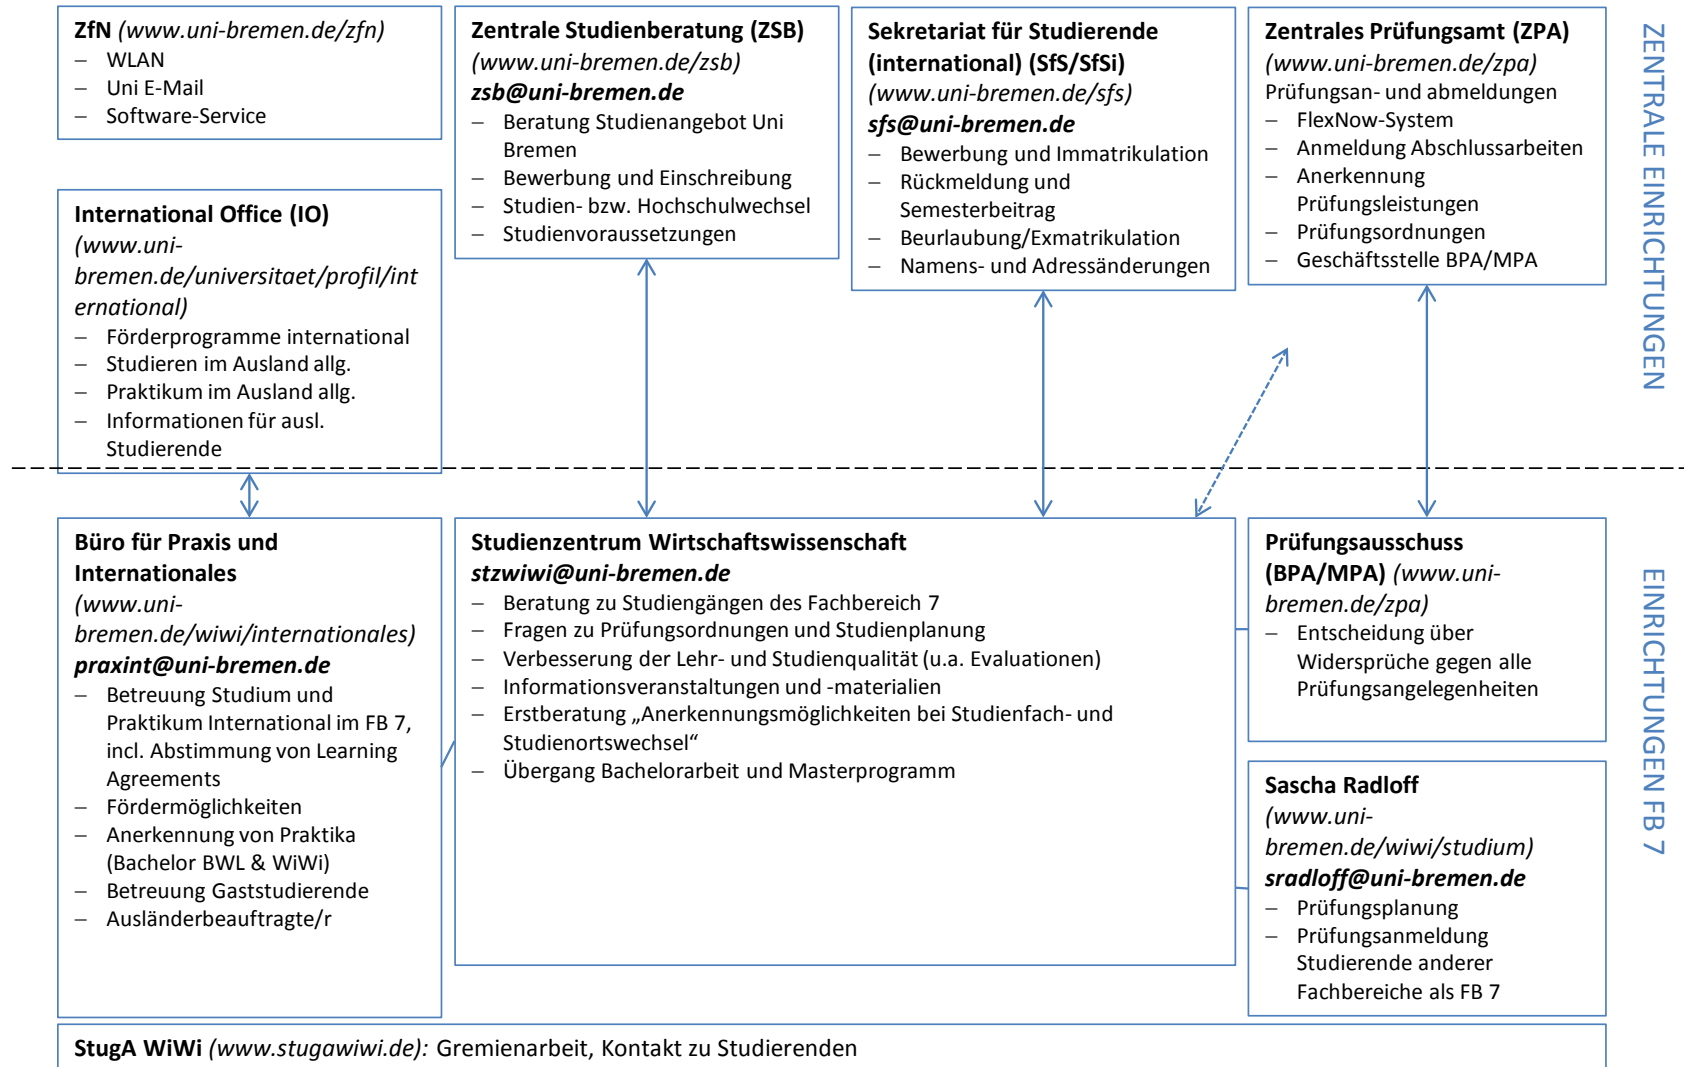 ZfN (www.uni-bremen.de/zfn)
– WLAN
– Uni E-Mail
– Software-Service
International Office (IO)
(www.uni-
bremen.de/universitaet/profil/int
ernational)
– Förderprogramme international
– Studieren im Ausland allg.
– Praktikum im Ausland allg.
– Informationen für ausl.
Studierende
Zentrale Studienberatung (ZSB)
(www.uni-bremen.de/zsb)
zsb@uni-bremen.de
– Beratung Studienangebot Uni
Bremen
– Bewerbung und Einschreibung
– Studien- bzw. Hochschulwechsel
– Studienvoraussetzungen
Sekretariat für Studierende
(international) (SfS/SfSi)
(www.uni-bremen.de/sfs)
sfs@uni-bremen.de
– Bewerbung und Immatrikulation
– Rückmeldung und
Semesterbeitrag
– Beurlaubung/Exmatrikulation
– Namens- und Adressänderungen
Zentrales Prüfungsamt (ZPA)
(www.uni-bremen.de/zpa)
Prüfungsan- und abmeldungen
– FlexNow-System
– Anmeldung Abschlussarbeiten
– Anerkennung
Prüfungsleistungen
– Prüfungsordnungen
– Geschäftsstelle BPA/MPA
ZENTRALE EINRICHTUNGEN
Büro für Praxis und
Internationales
(www.uni-
bremen.de/wiwi/internationales)
praxint@uni-bremen.de
– Betreuung Studium und
Praktikum International im FB 7,
incl. Abstimmung von Learning
Agreements
– Fördermöglichkeiten
– Anerkennung von Praktika
(Bachelor BWL & WiWi)
– Betreuung Gaststudierende
– Ausländerbeauftragte/r
Studienzentrum Wirtschaftswissenschaft
stzwiwi@uni-bremen.de
– Beratung zu Studiengängen des Fachbereich 7
– Fragen zu Prüfungsordnungen und Studienplanung
– Verbesserung der Lehr- und Studienqualität (u.a. Evaluationen)
– Informationsveranstaltungen und -materialien
– Erstberatung „Anerkennungsmöglichkeiten bei Studienfach- und
Studienortswechsel“
– Übergang Bachelorarbeit und Masterprogramm
Prüfungsausschuss
(BPA/MPA) (www.uni-
bremen.de/zpa)
– Entscheidung über
Widersprüche gegen alle
Prüfungsangelegenheiten
Sascha Radloff
(www.uni-
bremen.de/wiwi/studium)
sradloff@uni-bremen.de
– Prüfungsplanung
– Prüfungsanmeldung
Studierende anderer
Fachbereiche als FB 7
EINRICHTUNGEN FB 7
StugA WiWi (www.stugawiwi.de): Gremienarbeit, Kontakt zu Studierenden